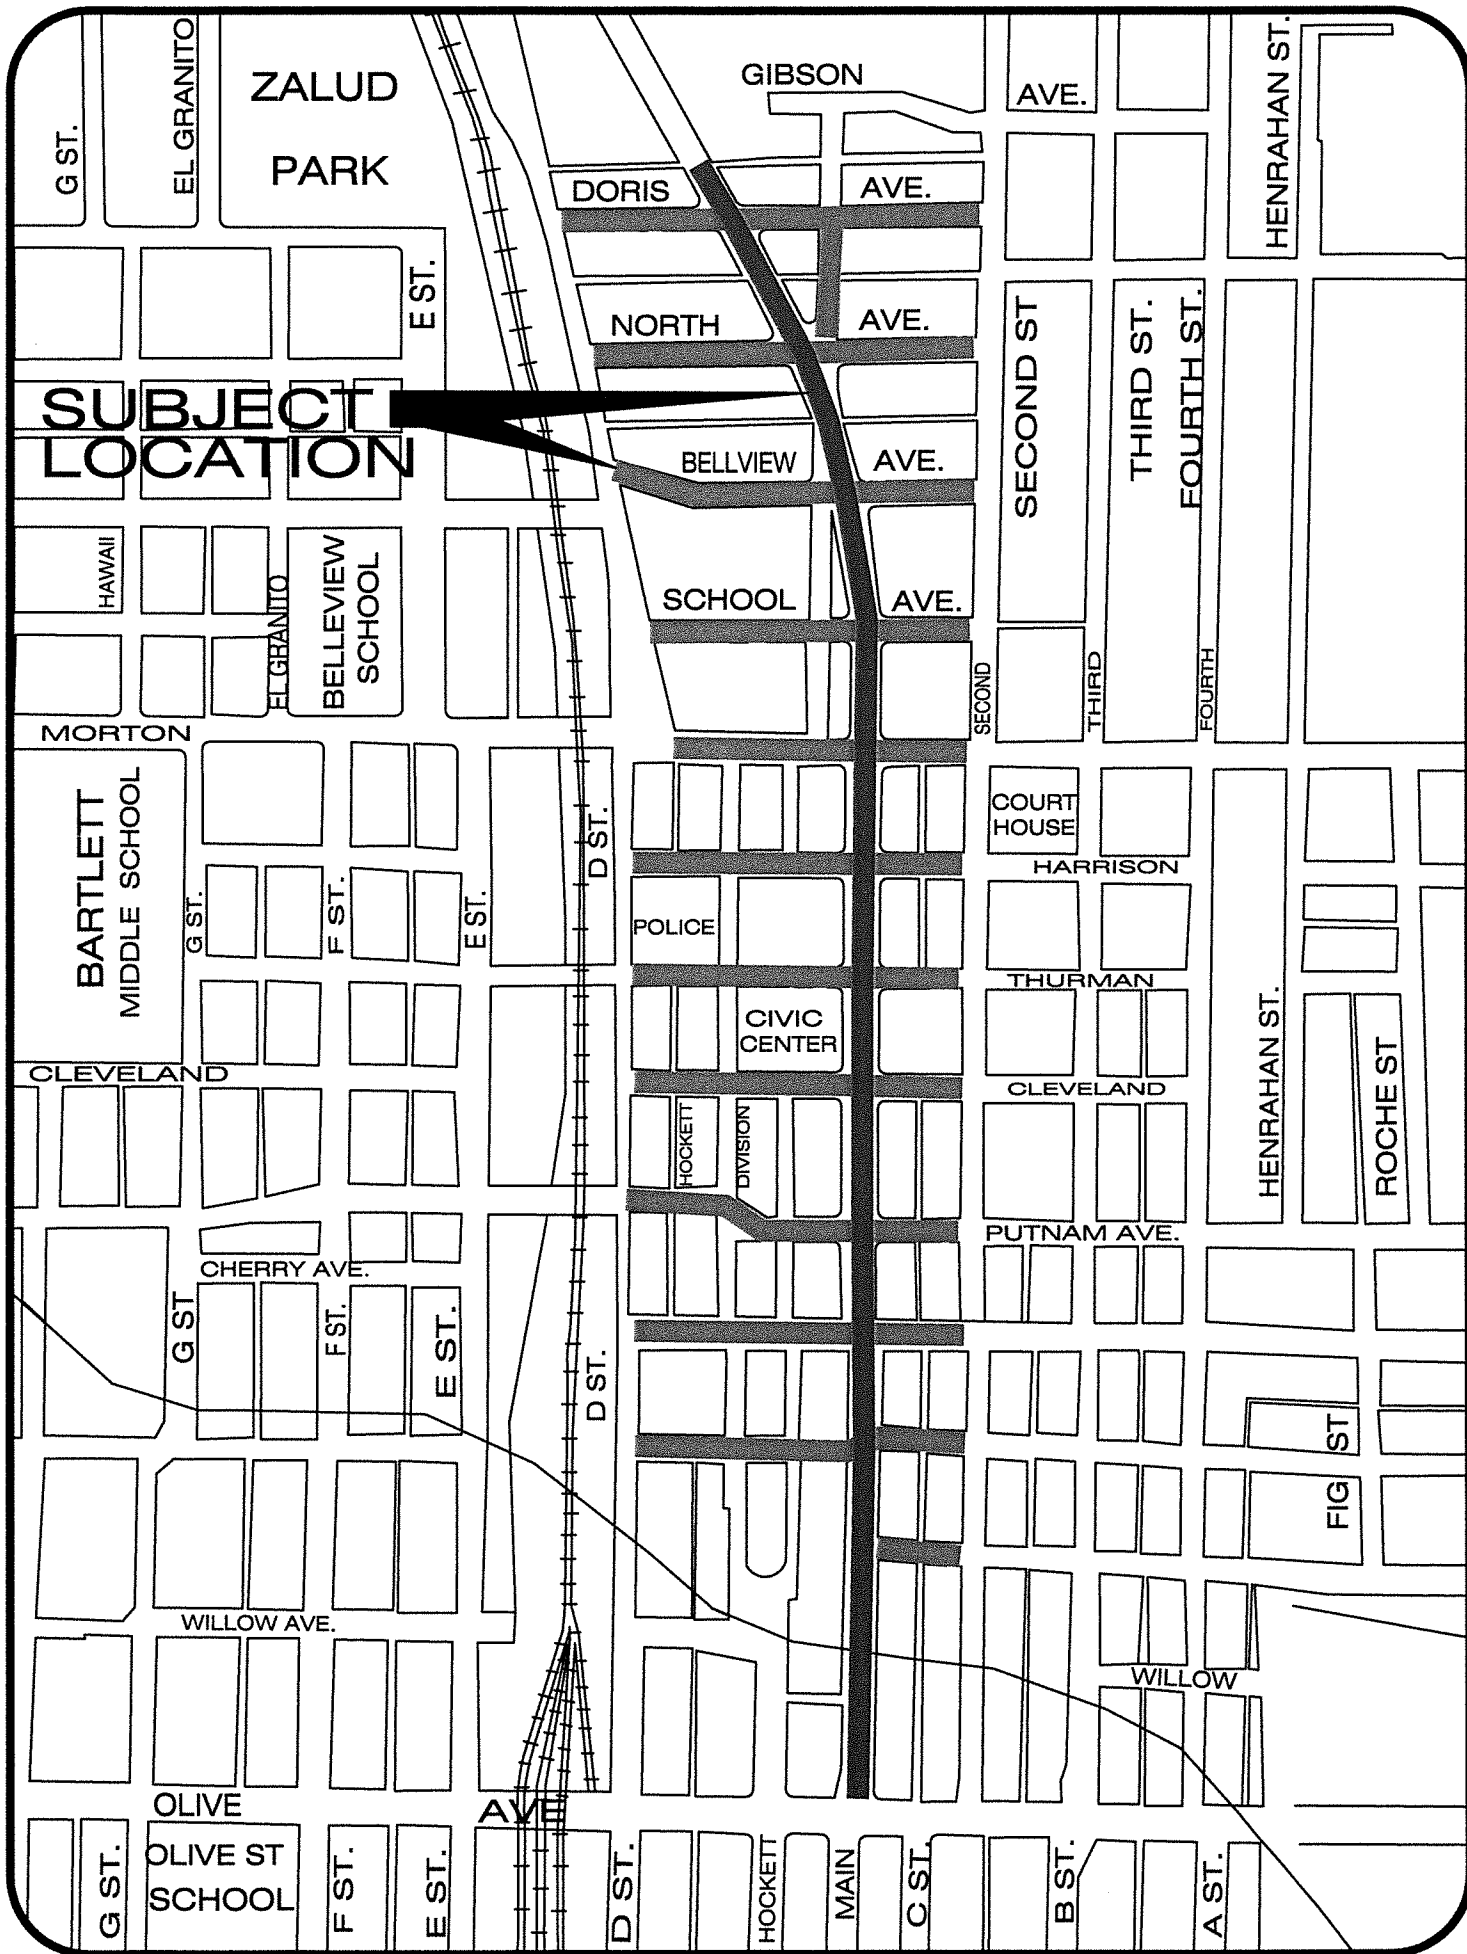 G ST.
EL GRANITO
ZALUD
PARK
GIBSON
AVE.
HENRAHAN ST.
DORIS
AVE.
E ST.
NORTH
AVE.
SECOND ST
THIRD ST.
FOURTH ST.
SUBJECT
LOCATION
BELLVIEW
AVE.
HAWAII
EL GRANITO
BELLEVIEW
SCHOOL
SCHOOL
AVE.
SECOND
THIRD
FOURTH
MORTON
BARTLETT
MIDDLE SCHOOL
D ST.
COURT
HOUSE
HARRISON
G ST.
F ST.
E ST.
POLICE
THURMAN
CIVIC
CENTER
HENRAHAN ST.
ROCHE ST
CLEVELAND
CLEVELAND
HOCKETT
DIVISION
PUTNAM AVE.
CHERRY AVE.
G ST
F ST.
E ST.
D ST.
FIG ST
WILLOW AVE.
WILLOW
OLIVE
AVE
OLIVE ST
SCHOOL
G ST.
F ST.
E ST.
D ST.
HOCKETT
MAIN
C ST.
B ST.
A ST.